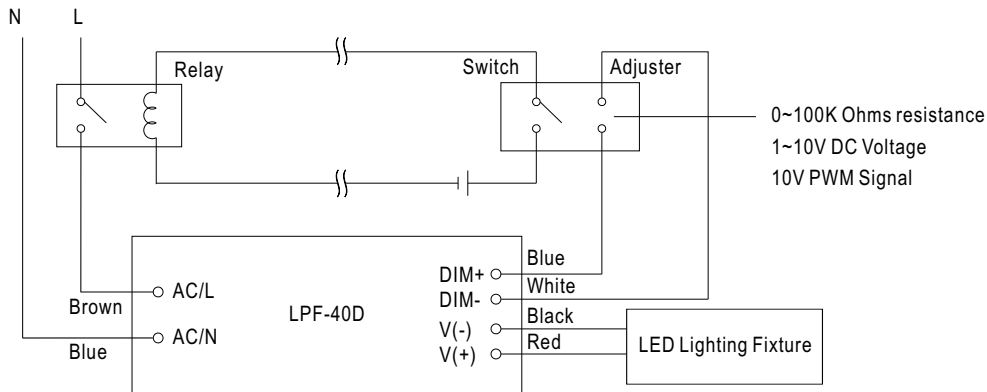 N
L
Relay
Switch
Adjuster
0~100K Ohms resistance
1~10V DC Voltage
10V PWM Signal
Blue
DIM+
White
DIM-
AC/L
Brown
LPF-40D
Black
V(-)
AC/N
Red
V(+)
Blue
LED Lighting Fixture